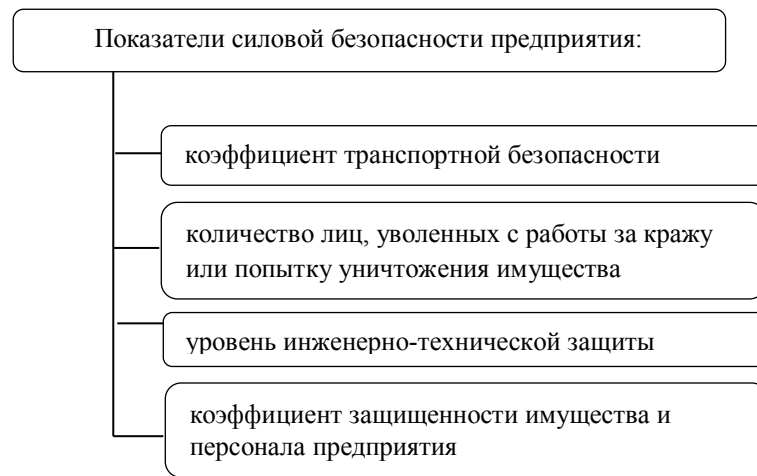 Показатели силовой безопасности предприятия:
коэффициент транспортной безопасности
количество лиц, уволенных с работы за кражу
или попытку уничтожения имущества
уровень инженерно-технической защиты
коэффициент защищенности имущества и
персонала предприятия